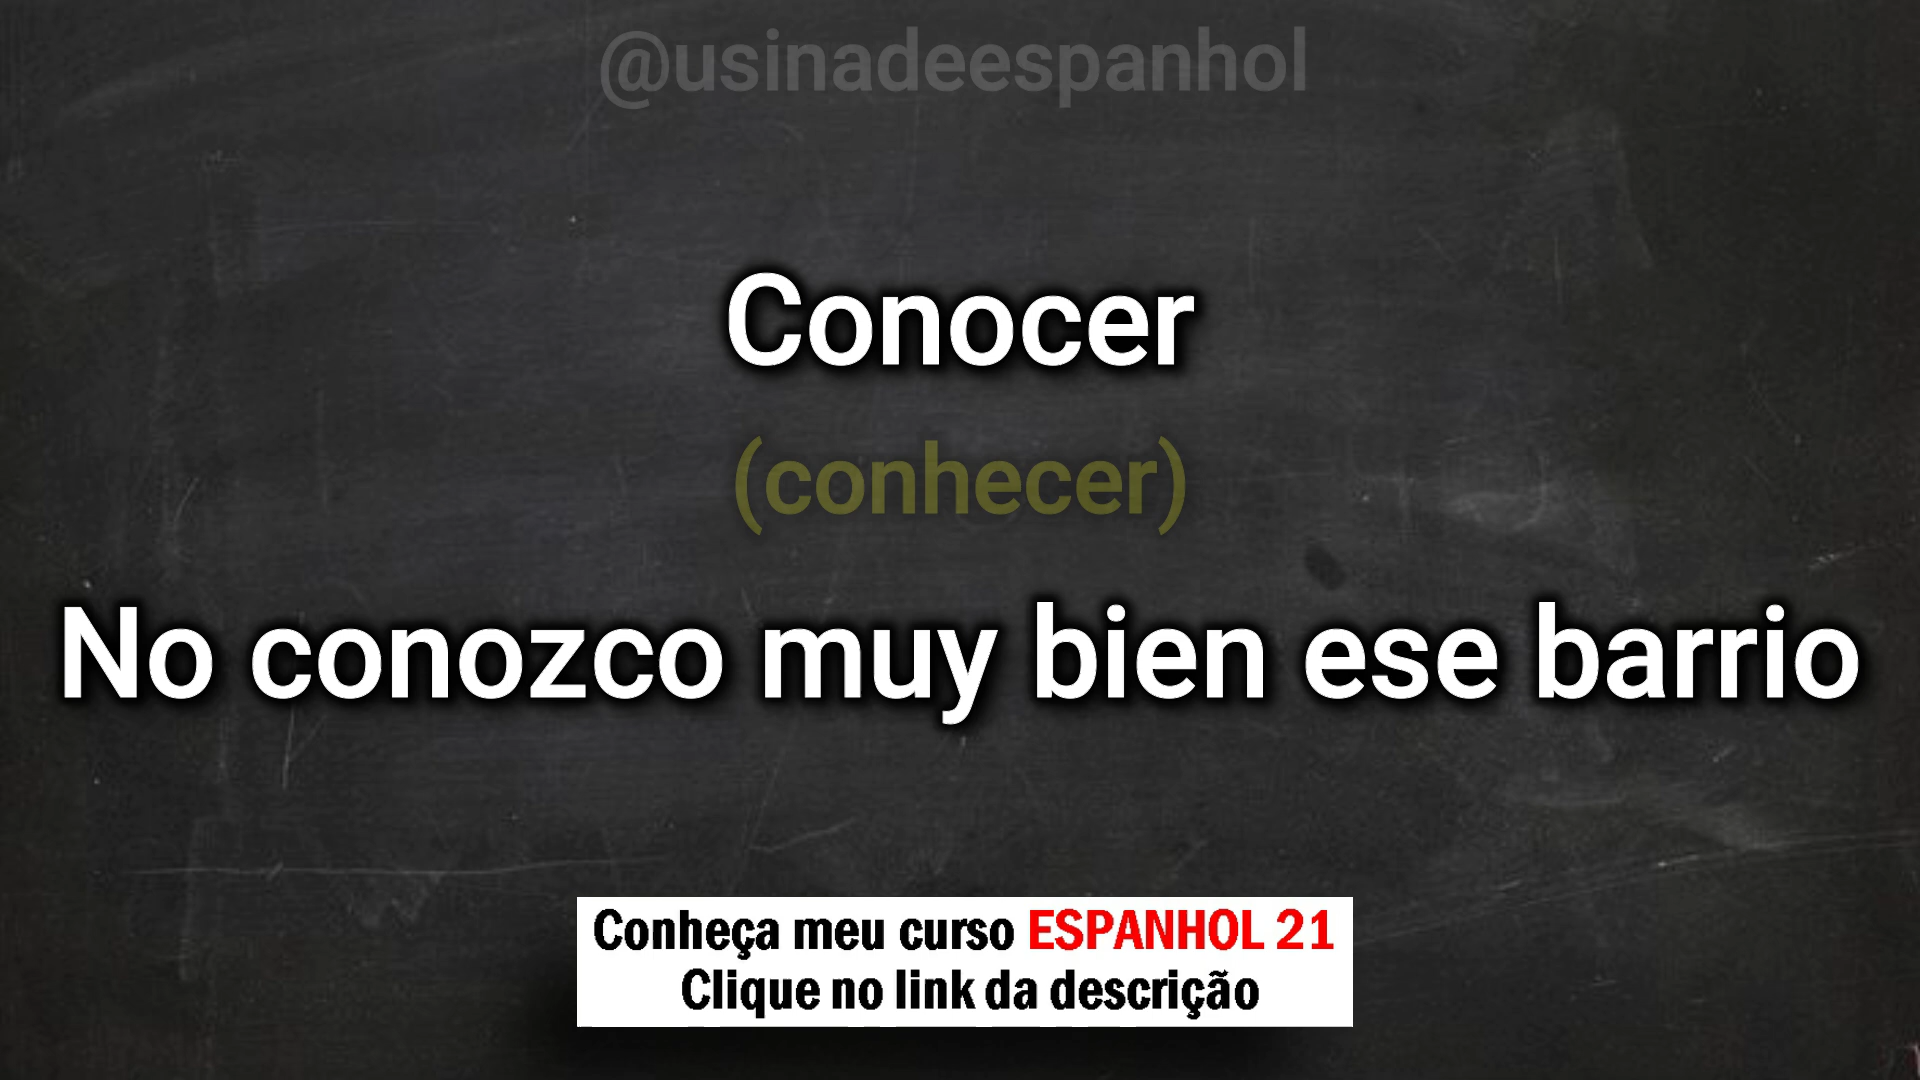 @usinadeespanhol
Conocer
(conhecer)
No conozco muy bien ese barrio
Conheça meu curso ESPANHOL 21
Clique no link da descrição